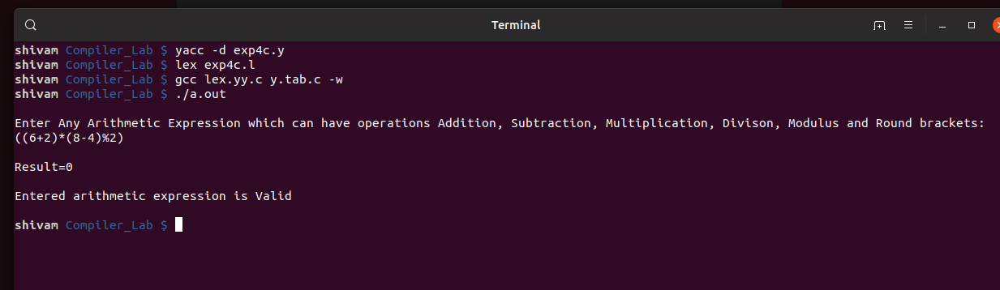 Terminal
shivam Compiler_Lab $ yacc -d exp4c.y
shivam Compiler_Lab $ lex exp4c.l
shivam Compiler_Lab $ gcc lex.yy.c y.tab.c -w
shivam Compiler_Lab $ ./a.out
Enter Any Arithmetic Expression which can have operations Addition, Subtraction, Multiplication, Divison, Modulus and Round brackets:
((6+2)*(8-4)%2)
Result=0
Entered arithmetic expression is Valid
shivam Compiler_Lab $